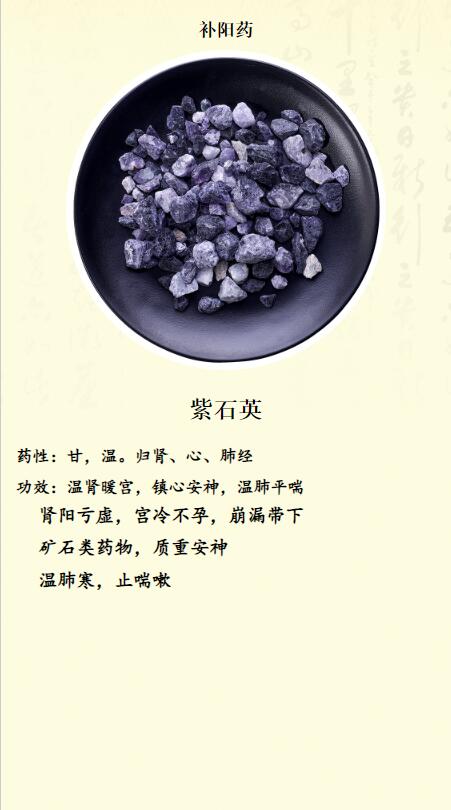 补阳药
紫石英
药性：甘，温。归肾、心、肺经
功效：温肾暖宫，镇心安神，温肺平喘
肾阳亏虚，宫冷不孕，崩漏带下
矿石类药物，质重安神
温肺寒，止喘嗽